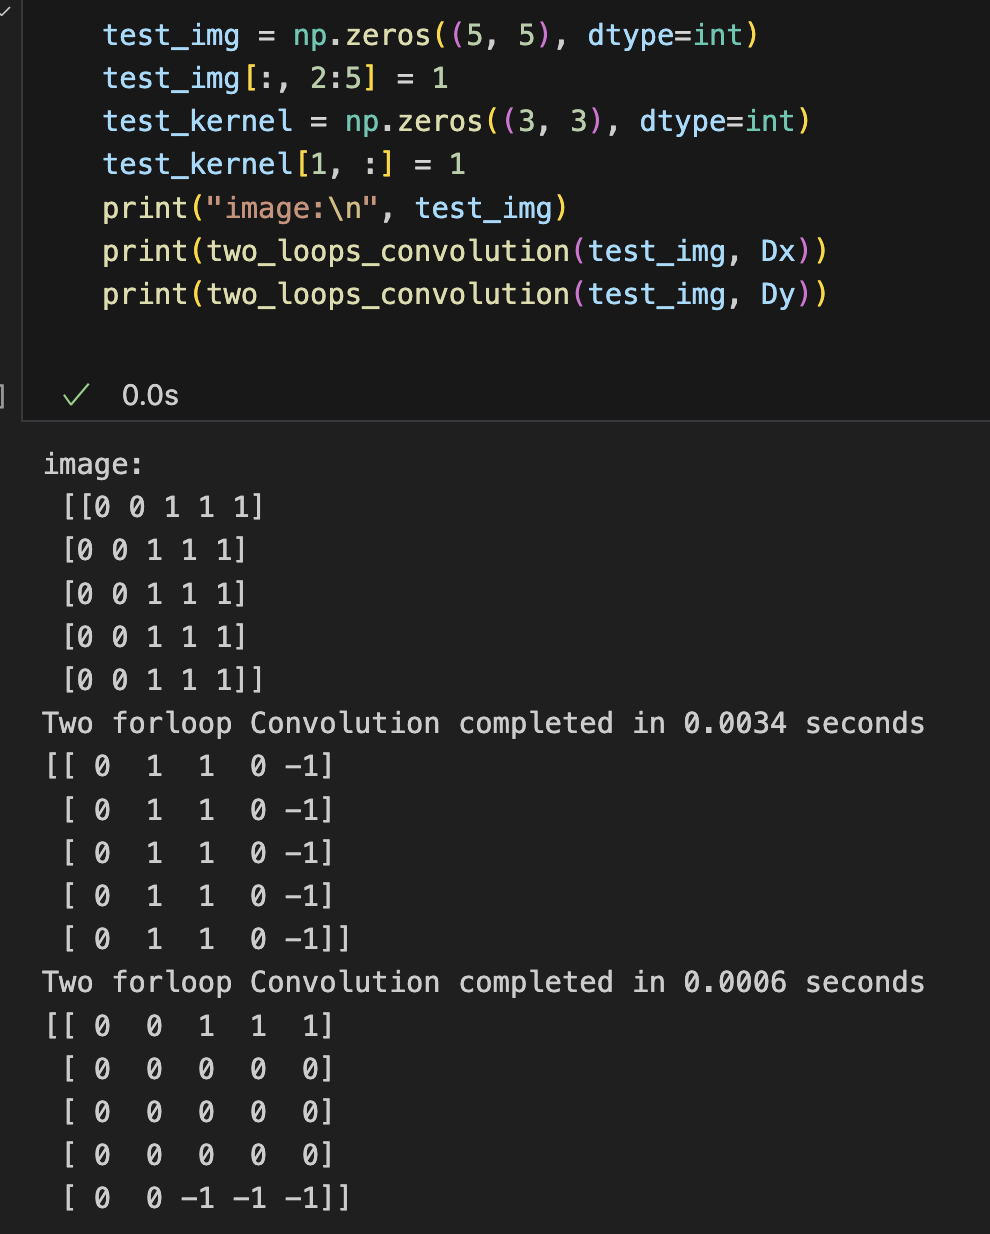 test_img = np.zeros((5, 5), dtype=int)
test_img[:, 2:5] = 1
test_kernel = np.zeros((3, 3), dtype=int)
test_kernel[1, :] = 1
print("image:\n", test_img)
print(two_loops_convolution(test_img, Dx))
print(two_loops_convolution(test_img, Dy))
] ✓ 0.0s
image:
 [[0 0 1 1 1]
 [0 0 1 1 1]
 [0 0 1 1 1]
 [0 0 1 1 1]
 [0 0 1 1 1]]
Two forloop Convolution completed in 0.0034 seconds
[[ 0  1  1  0 -1]
 [ 0  1  1  0 -1]
 [ 0  1  1  0 -1]
 [ 0  1  1  0 -1]
 [ 0  1  1  0 -1]]
Two forloop Convolution completed in 0.0006 seconds
[[ 0  0  1  1  1]
 [ 0  0  0  0  0]
 [ 0  0  0  0  0]
 [ 0  0  0  0  0]
 [ 0  0 -1 -1 -1]]